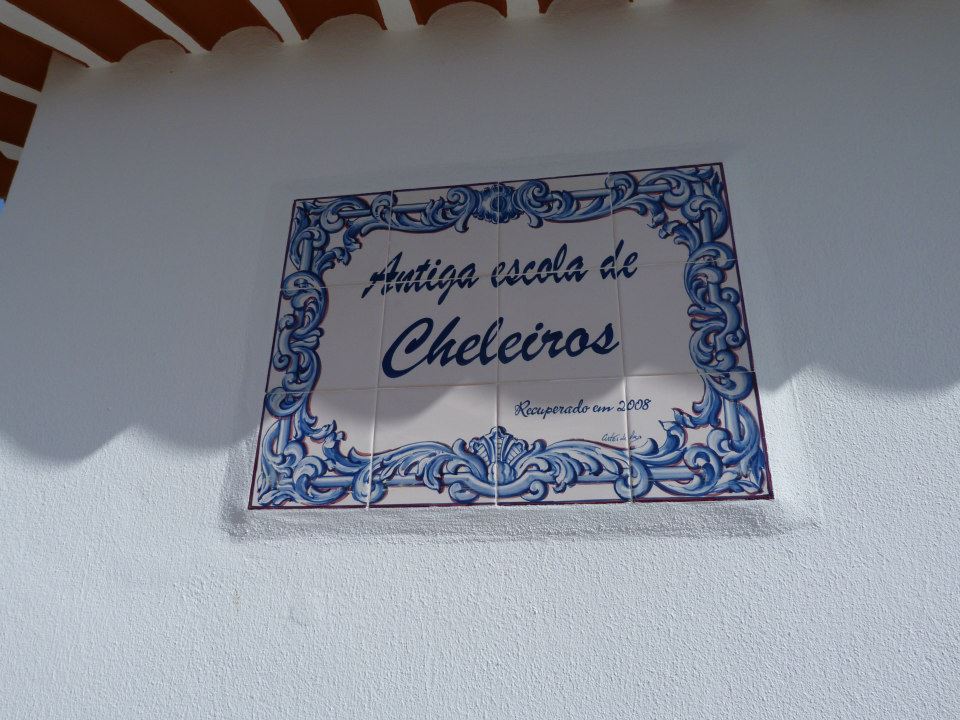 Antiga escola de
Cheleiros
Recuperado em 2008